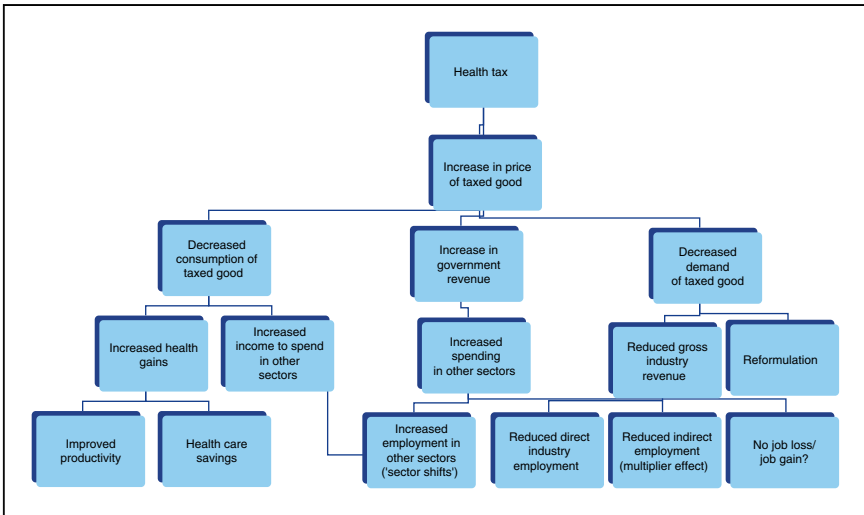 Health tax
Increase in price
of taxed good
Decreased
consumption of
taxed good
Increase in
government
revenue
Decreased
demand
of taxed good
Increased health
gains
Increased
income to spend
in other
sectors
Increased
spending
in other sectors
Reduced gross
industry
revenue
Reformulation
Improved
productivity
Health care
savings
Increased
employment in
other sectors
('sector shifts')
Reduced direct
industry
employment
Reduced indirect
employment
(multiplier effect)
No job loss/
job gain?